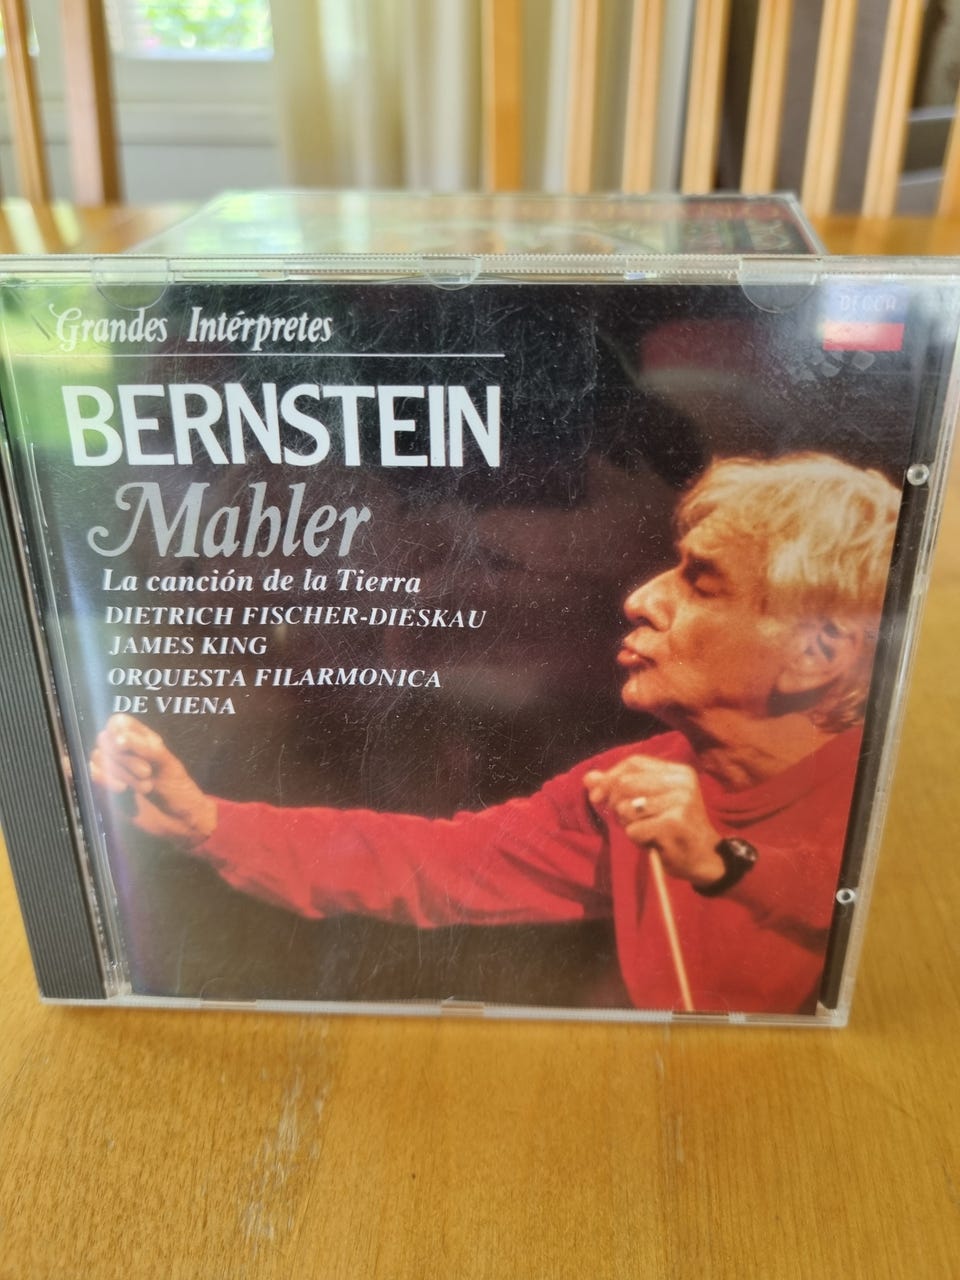 Grandes Intérpretes
DECCA
BERNSTEIN
Mahler
La canción de la Tierra
DIETRICH FISCHER-DIESKAU
JAMES KING
ORQUESTA FILARMONICA
DE VIENA